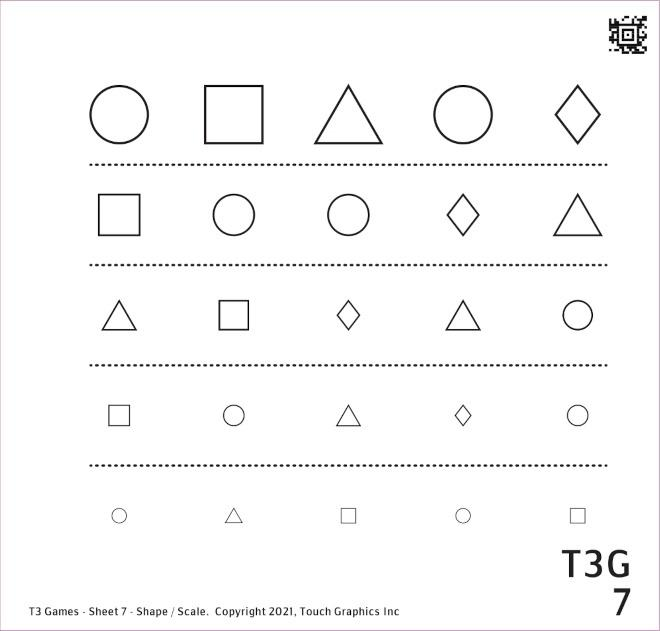 T3G
7
T3 Games - Sheet 7 - Shape / Scale. Copyright 2021, Touch Graphics Inc